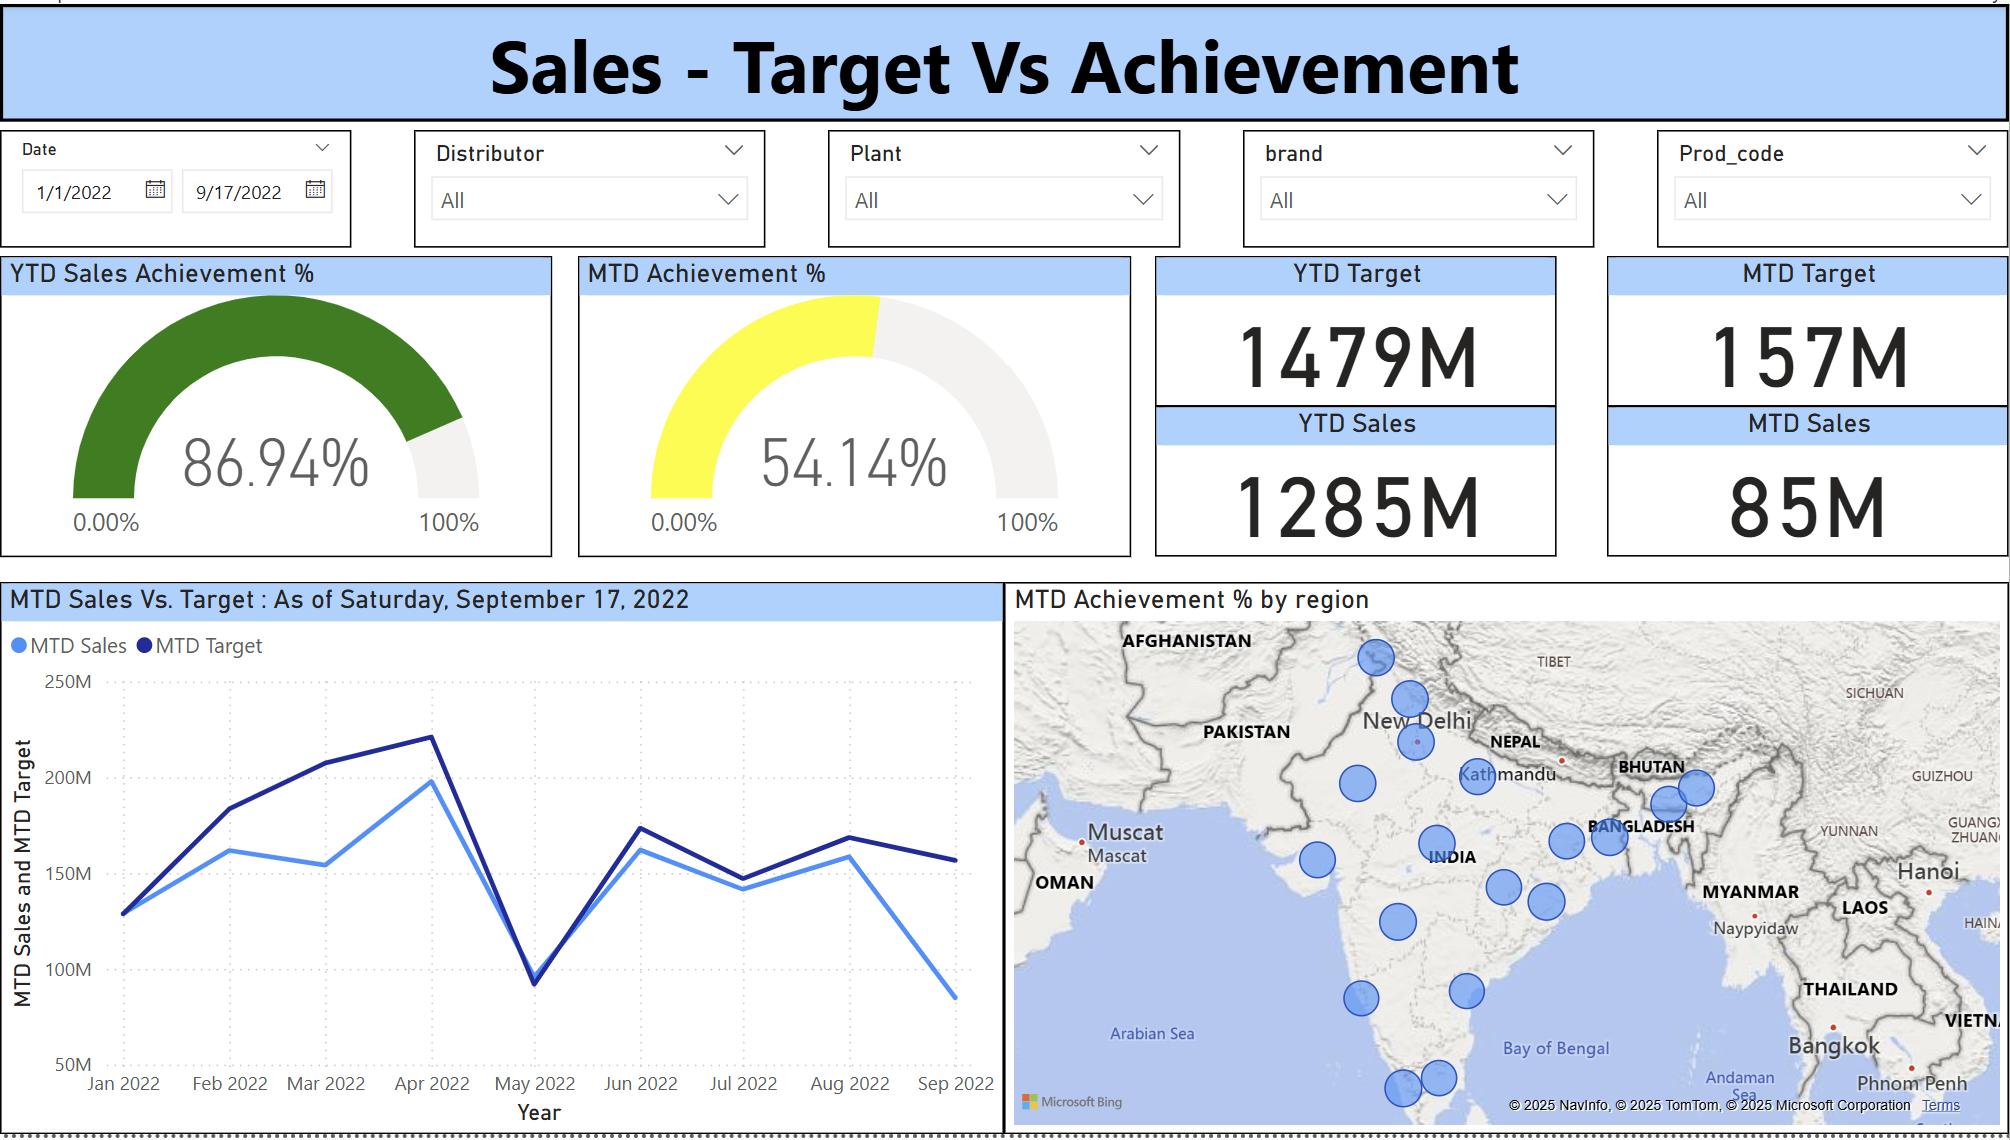 Sales - Target Vs Achievement
Date
1/1/2022
9/17/2022
Distributor
All
Plant
All
brand
All
Prod_code
All
YTD Sales Achievement %
86.94%
0.00%
100%
MTD Achievement %
54.14%
0.00%
100%
YTD Target
1479M
YTD Sales
1285M
MTD Target
157M
MTD Sales
85M
MTD Sales Vs. Target : As of Saturday, September 17, 2022
MTD Sales
MTD Target
MTD Sales and MTD Target
250M
200M
150M
100M
50M
Jan 2022
Feb 2022
Mar 2022
Apr 2022
May 2022
Jun 2022
Jul 2022
Aug 2022
Sep 2022
Year
MTD Achievement % by region
AFGHANISTAN
TIBET
SICHUAN
New Delhi
PAKISTAN
NEPAL
BHUTAN
Kathmandu
GUIZHOU
BANGLADESH
YUNNAN
GUANGX
ZHUAN
Muscat
Mascat
INDIA
OMAN
Hanoi
MYANMAR
LAOS
HAINA
Naypyidaw
THAILAND
VIETN
Arabian Sea
Bay of Bengal
Bangkok
Andaman
Sea
Phnom Penh
Microsoft Bing
© 2025 NavInfo, © 2025 TomTom, © 2025 Microsoft Corporation
Terms